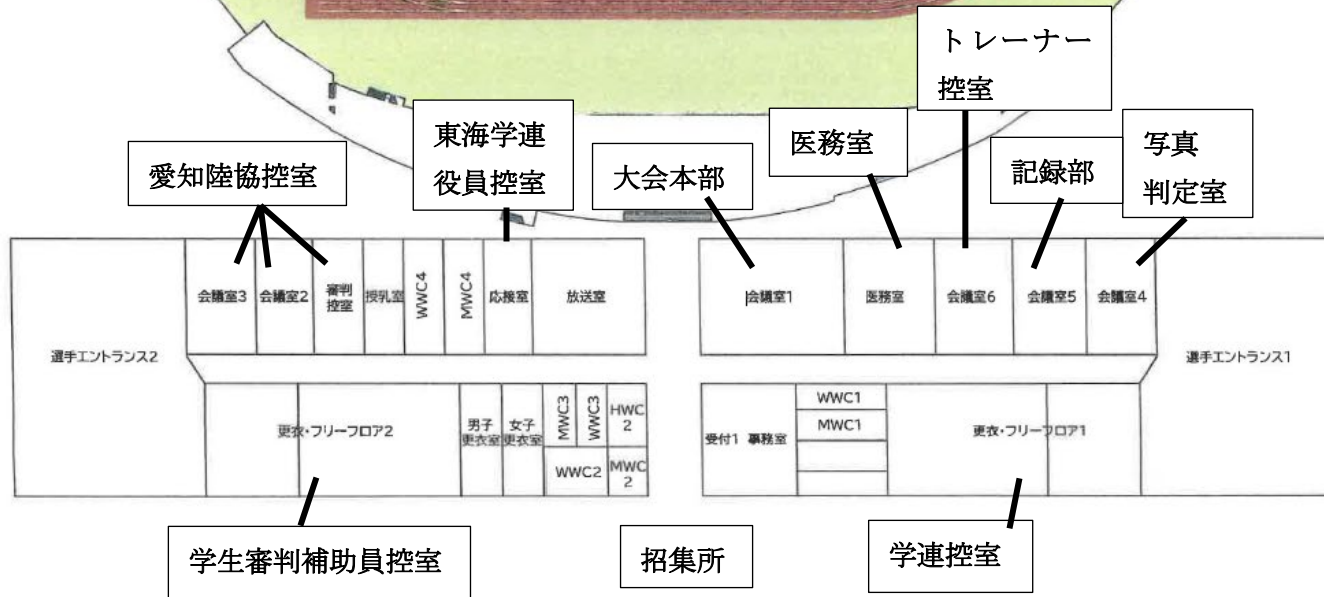 トレーナー
控室
東海学連
役員控室
医務室
写真
判定室
愛知陸協控室
大会本部
記録部
会議室3
会議室2
審判
控室
授乳室
WWC4
MWC4
応接室
放送室
会議室1
医務室
会議室6
会議室5
会議室4
選手エントランス2
選手エントランス1
更衣・フリーフロア2
男子
更衣室
女子
更衣室
MWC3
WWC3
HWC
2
WWC2
MWC
2
受付1 事務室
WWC1
MWC1
更衣・フリーフロア1
学生審判補助員控室
招集所
学連控室